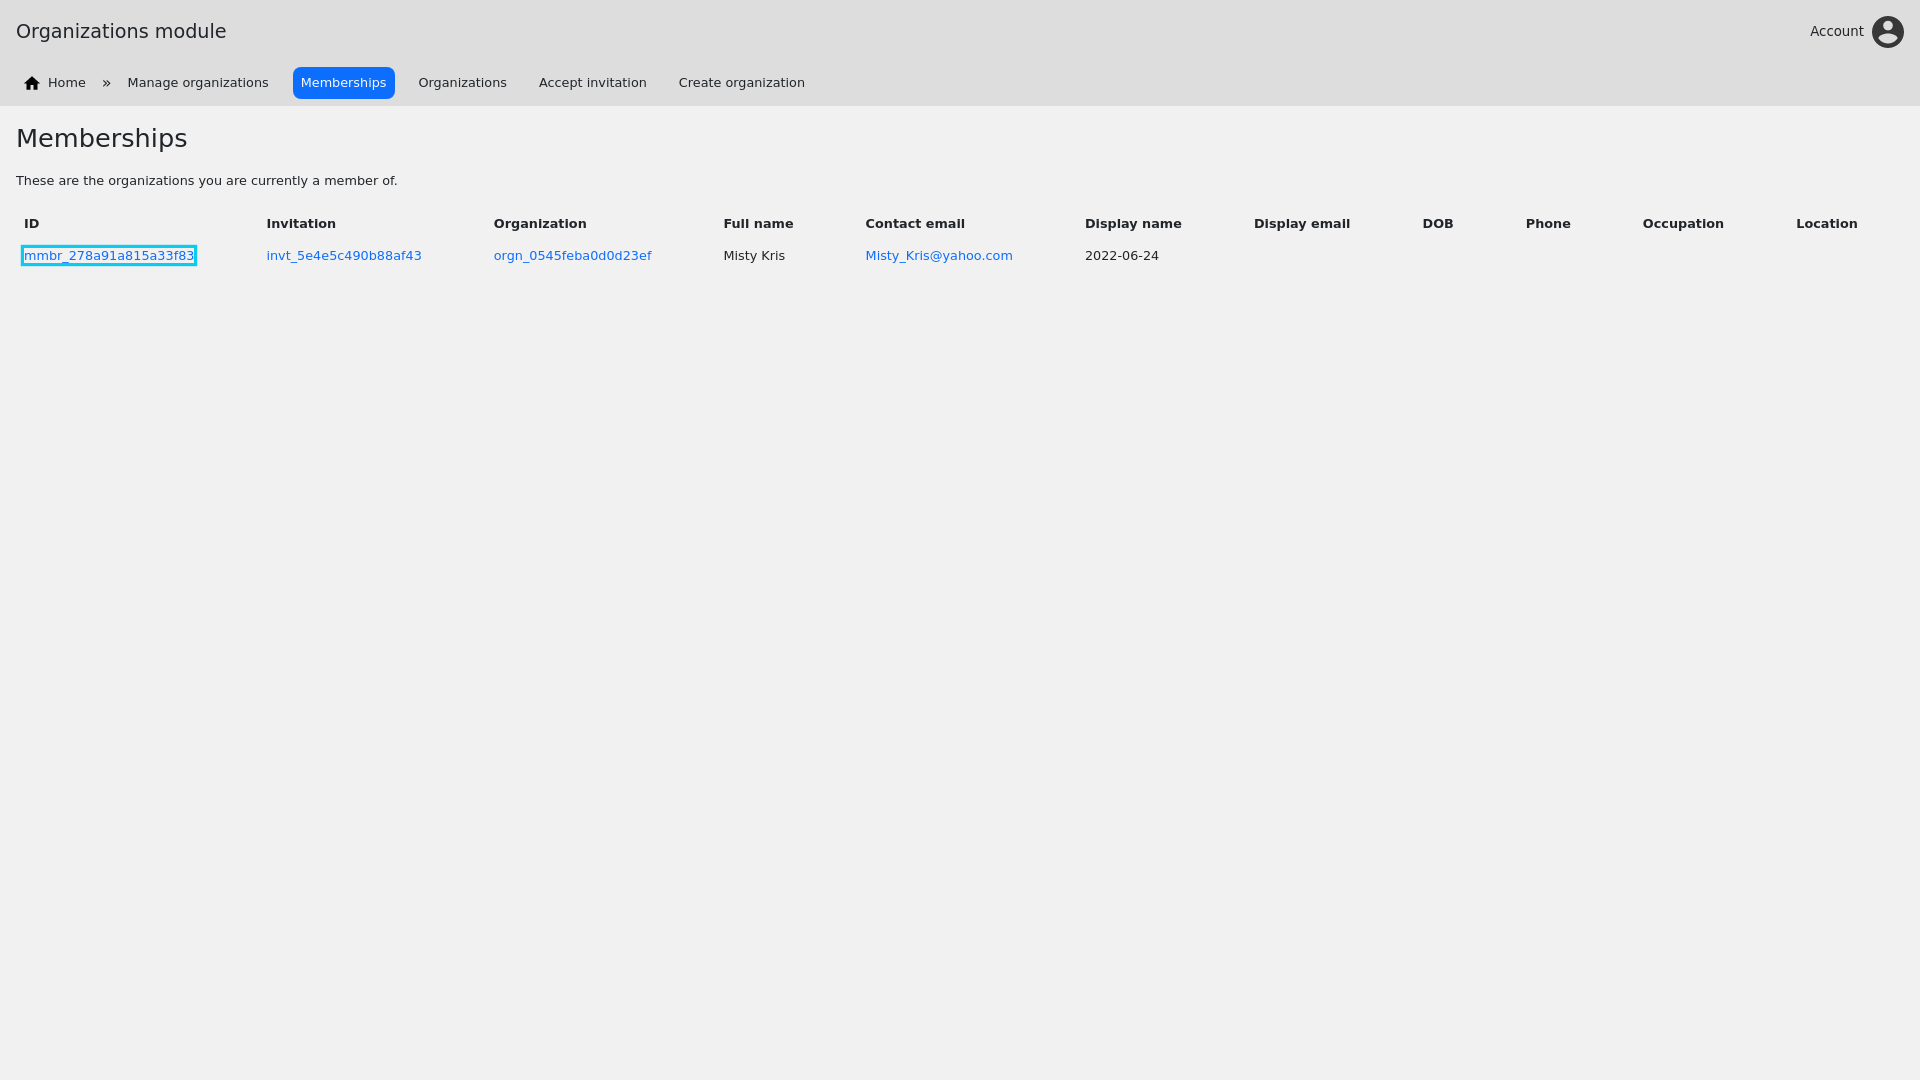 Organizations module
Account
Home » Manage organizations Memberships Organizations Accept invitation Create organization
Memberships
These are the organizations you are currently a member of.
ID Invitation Organization Full name Contact email Display name Display email DOB Phone Occupation Location
mmbr_278a91a815a33f83 invt_5e4e5c490b88af43 orgn_0545feba0d0d23ef Misty Kris Misty_Kris@yahoo.com 2022-06-24